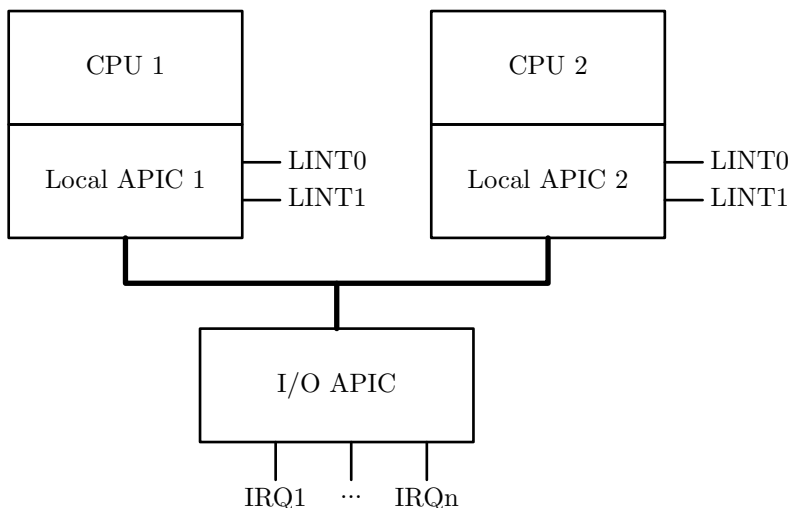 CPU 1
CPU 2
Local APIC 1
LINT0
LINT1
Local APIC 2
LINT0
LINT1
I/O APIC
IRQ1 ... IRQn